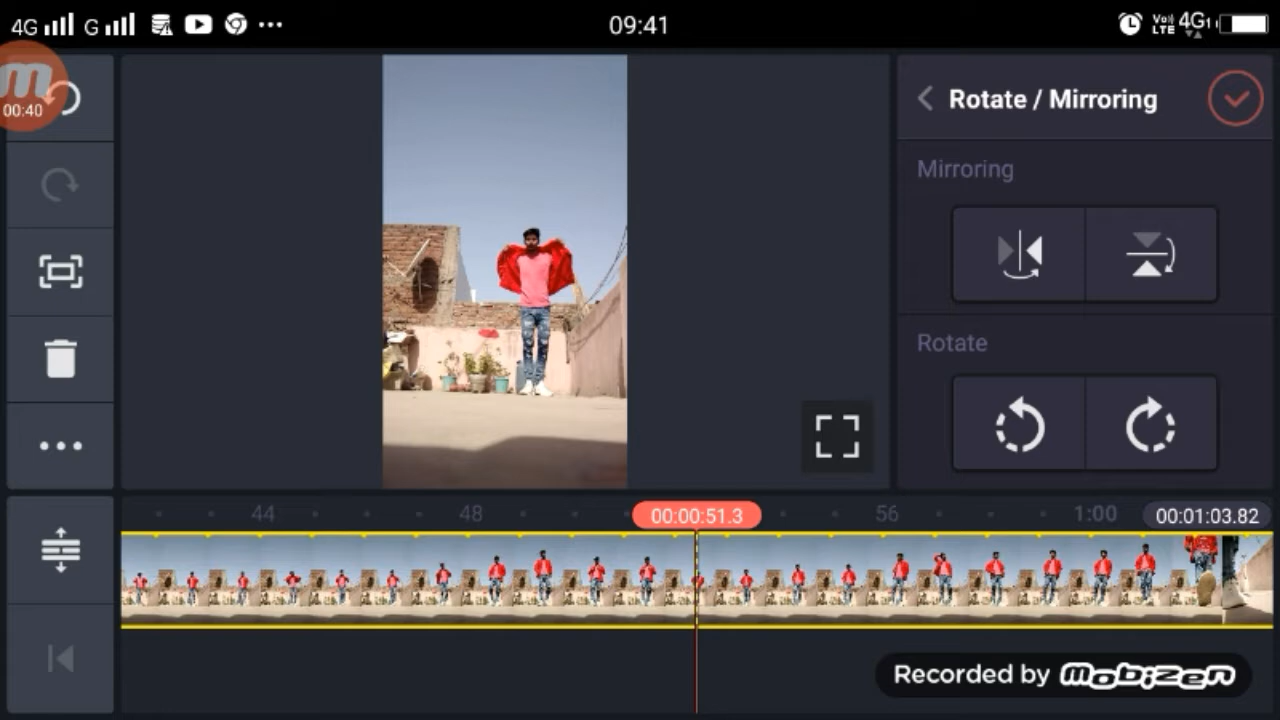 4G G 09:41 Vo)) LTE 4G1
m
00:40
Rotate / Mirroring
Mirroring
Rotate
44 48 00:00:51.3 56 1:00 00:01:03.82
Recorded by mobizen